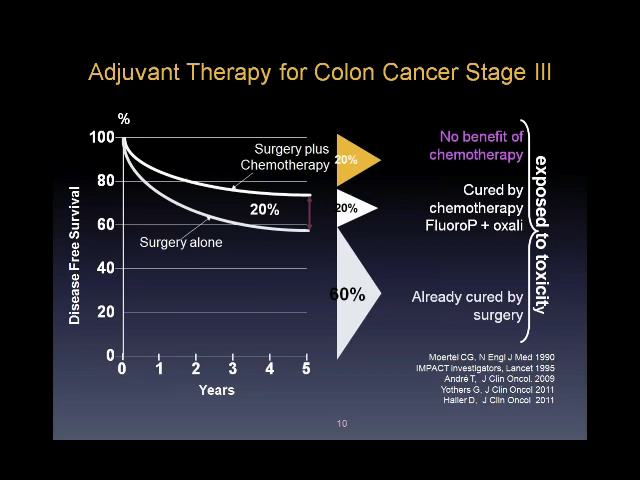 Adjuvant Therapy for Colon Cancer Stage III
%
100
80
60
40
20
0
Disease Free Survival
0 1 2 3 4 5
Years
Surgery plus
Chemotherapy
20%
Surgery alone
20%
20%
60%
No benefit of
chemotherapy
Cured by
chemotherapy
FluoroP + oxali
Already cured by
surgery
exposed to toxicity
Moertel CG, N Engl J Med 1990
IMPACT investigators, Lancet 1995
André T, J Clin Oncol. 2009
Yothers G, J Clin Oncol 2011
Haller D, J Clin Oncol 2011
10